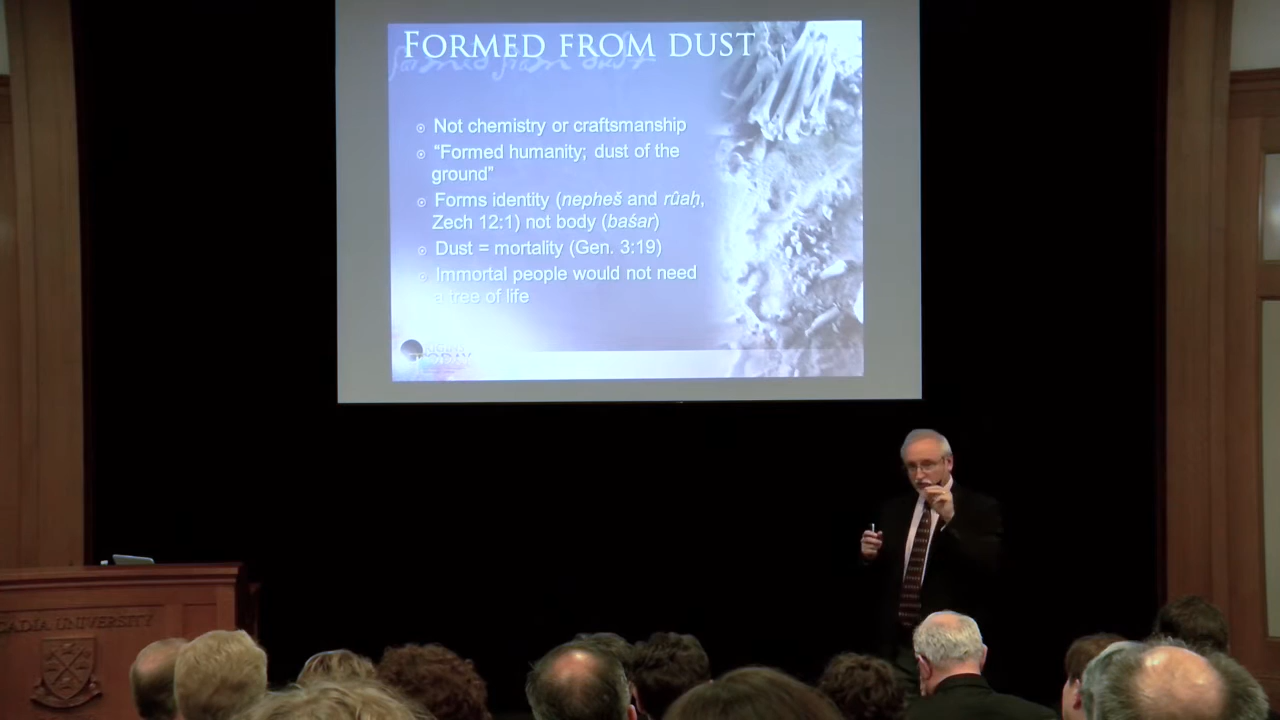 FORMED FROM DUST
Not chemistry or craftsmanship
"Formed humanity; dust of the
ground"
Forms identity (nepheš and rûaḥ,
Zech 12:1) not body (baśar)
Dust = mortality (Gen. 3:19)
Immortal people would not need
a tree of life
TODAY
CADIA UNIVERSITY